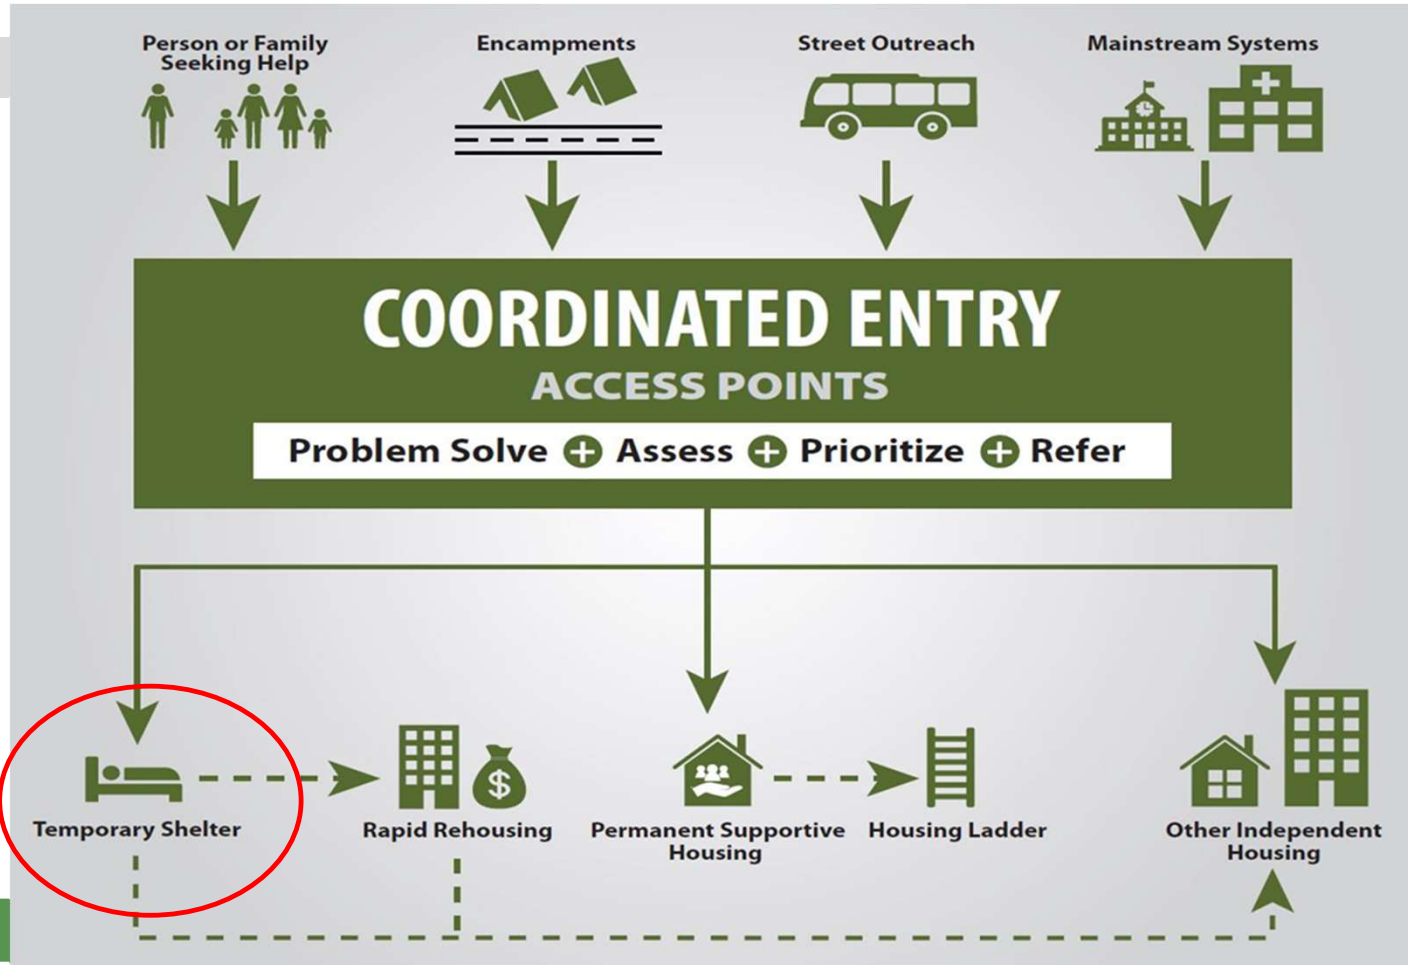 Person or Family
Seeking Help
Encampments
Street Outreach
Mainstream Systems
COORDINATED ENTRY
ACCESS POINTS
Problem Solve + Assess + Prioritize + Refer
$
Temporary Shelter
Rapid Rehousing
Permanent Supportive
Housing
Housing Ladder
Other Independent
Housing